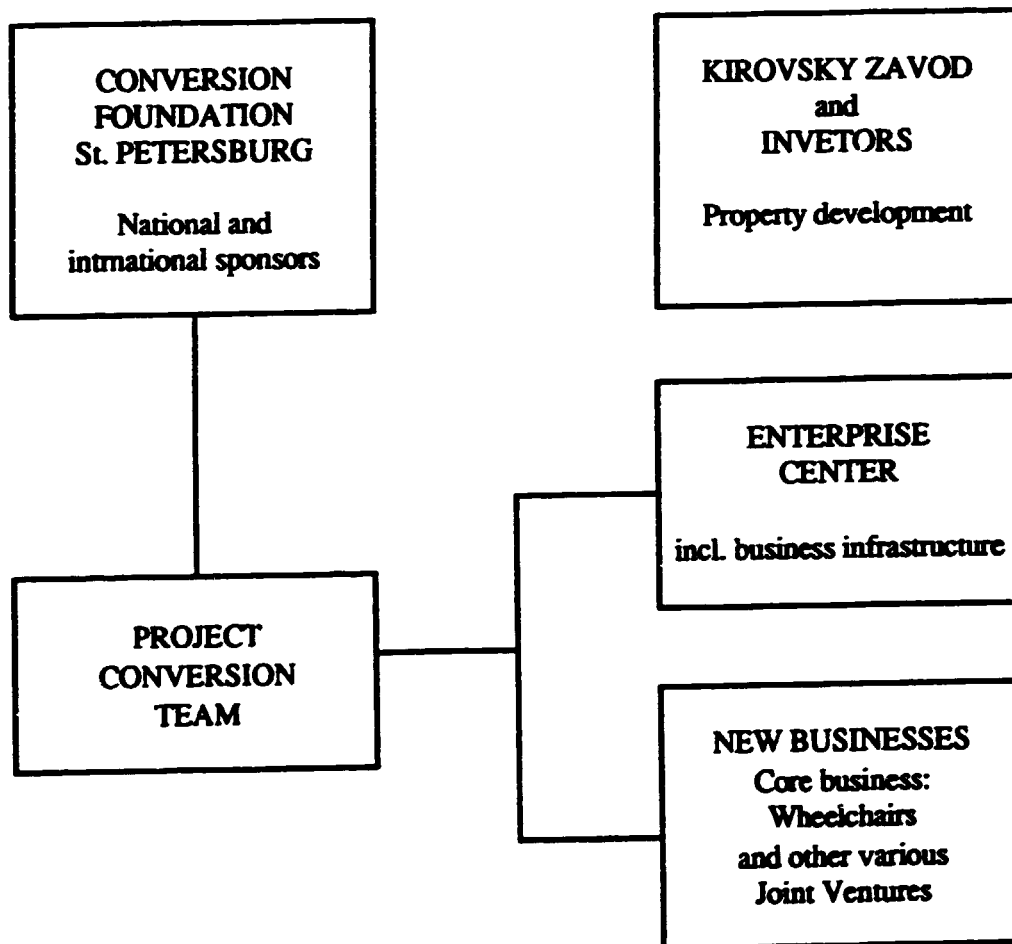 CONVERSION
FOUNDATION
St. PETERSBURG
National and
intrnational sponsors
KIROVSKY ZAVOD
and
INVETORS
Property development
ENTERPRISE
CENTER
incl. business infrastructure
PROJECT
CONVERSION
TEAM
NEW BUSINESSES
Core business:
Wheelchairs
and other various
Joint Ventures